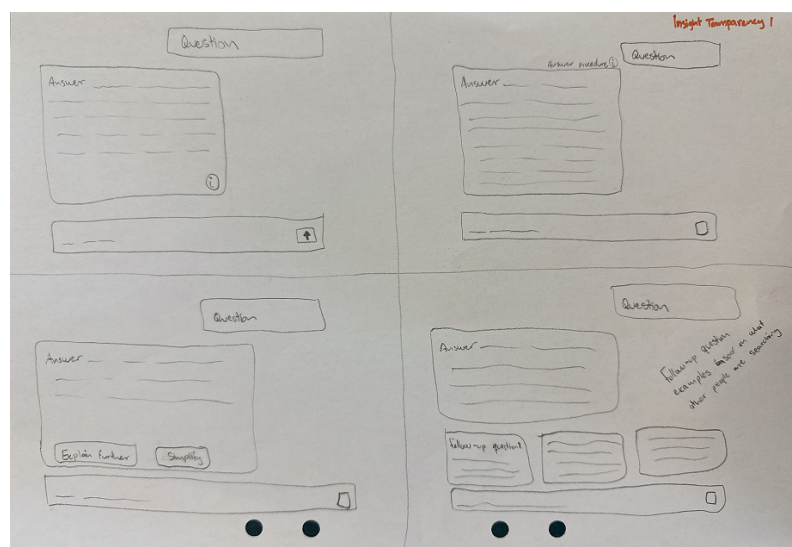 Insight Transparency 1
Question
Answer
i
Question
Answer procedure i
Answer
Question
Answer
Explain further
Simplify
Question
Answer
Follow-up question
examples based on what
other people are searching
follow-up question1